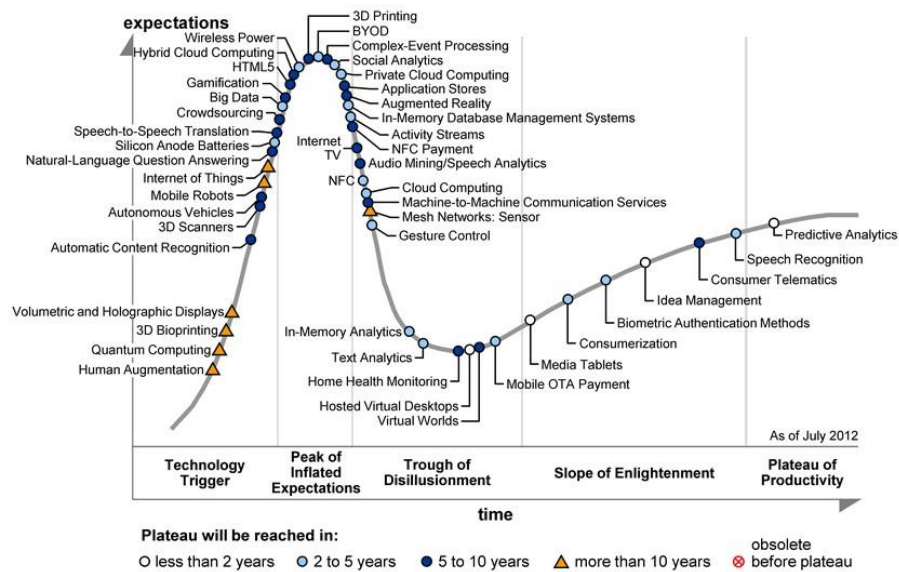 expectations
3D Printing
BYOD
Wireless Power
Complex-Event Processing
Hybrid Cloud Computing
Social Analytics
HTML5
Private Cloud Computing
Gamification
Application Stores
Big Data
Augmented Reality
Crowdsourcing
In-Memory Database Management Systems
Speech-to-Speech Translation
Activity Streams
Silicon Anode Batteries
NFC Payment
Internet
TV
Natural-Language Question Answering
Audio Mining/Speech Analytics
Internet of Things
NFC
Mobile Robots
Cloud Computing
Autonomous Vehicles
Machine-to-Machine Communication Services
3D Scanners
Mesh Networks: Sensor
Automatic Content Recognition
Gesture Control
Predictive Analytics
Speech Recognition
Consumer Telematics
Idea Management
Volumetric and Holographic Displays
3D Bioprinting
Biometric Authentication Methods
In-Memory Analytics
Quantum Computing
Text Analytics
Consumerization
Human Augmentation
Media Tablets
Home Health Monitoring
Mobile OTA Payment
Hosted Virtual Desktops
Virtual Worlds
As of July 2012
Technology
Trigger
Peak of
Inflated
Expectations
Trough of
Disillusionment
Slope of Enlightenment
Plateau of
Productivity
time
Plateau will be reached in:
less than 2 years
2 to 5 years
5 to 10 years
more than 10 years
obsolete
before plateau